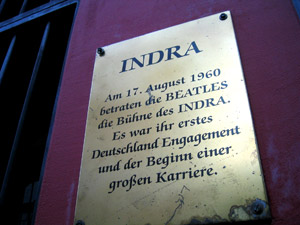 INDRA
Am 17. August 1960
betraten die BEATLES
die Bühne des INDRA.
Es war ihr erstes
Deutschland Engagement
und der Beginn einer
großen Karriere.